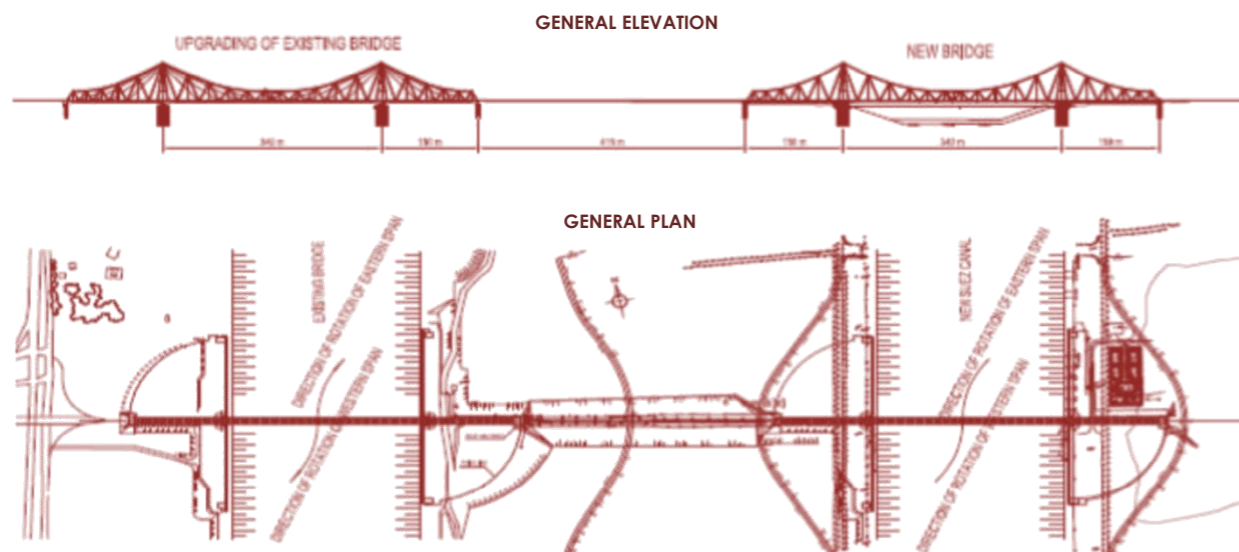 GENERAL ELEVATION
UPGRADING OF EXISTING BRIDGE
NEW BRIDGE
340 m
150 m
150 m
340 m
150 m
GENERAL PLAN
EXISTING BRIDGE
DIRECTION OF ROTATION OF EASTERN SPAN
DIRECTION OF ROTATION OF WESTERN SPAN
NEW SUEZ CANAL
DIRECTION OF ROTATION OF EASTERN SPAN
DIRECTION OF ROTATION OF EASTERN SPAN